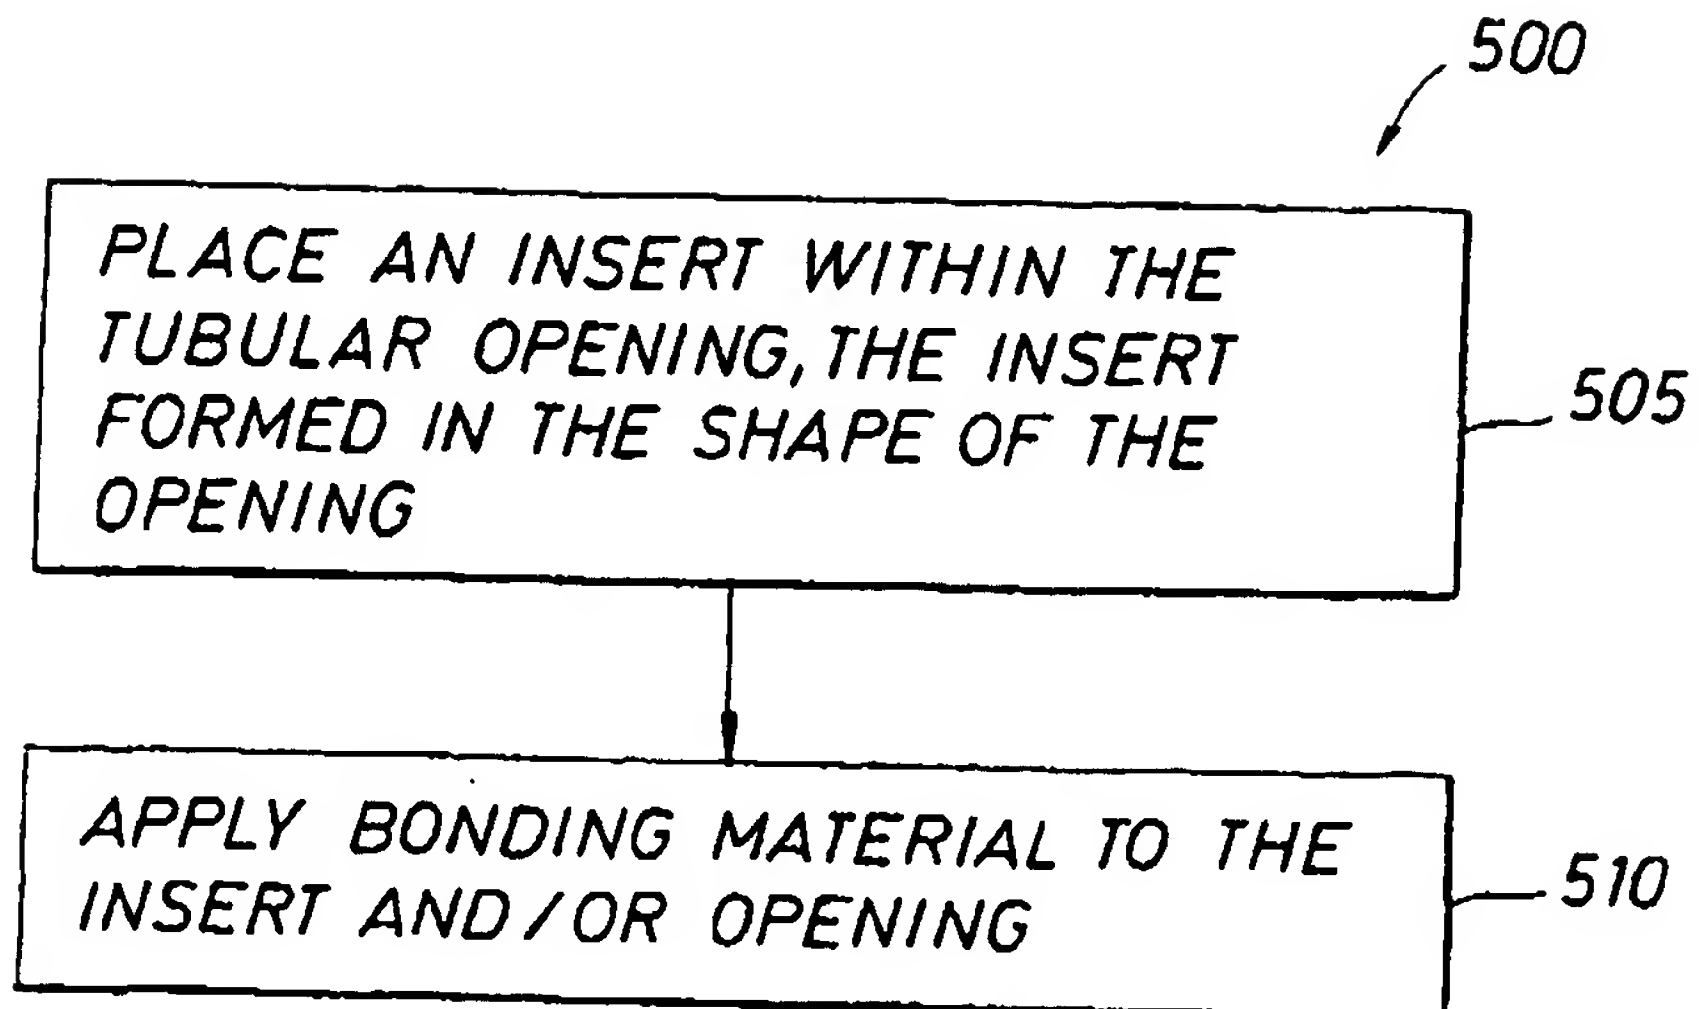 500
PLACE AN INSERT WITHIN THE
TUBULAR OPENING, THE INSERT
FORMED IN THE SHAPE OF THE
OPENING
505
APPLY BONDING MATERIAL TO THE
INSERT AND/OR OPENING
510